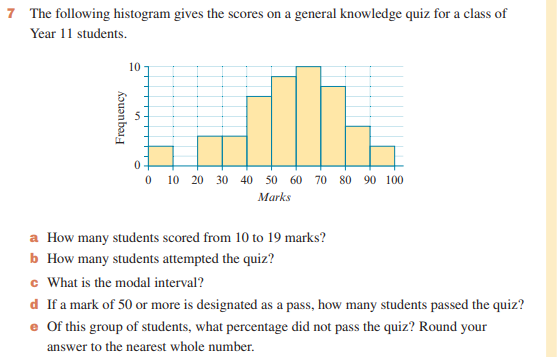 7 The following histogram gives the scores on a general knowledge quiz for a class of
Year 11 students.
10
5
0
Frequency
0 10 20 30 40 50 60 70 80 90 100
Marks
a How many students scored from 10 to 19 marks?
b How many students attempted the quiz?
c What is the modal interval?
d If a mark of 50 or more is designated as a pass, how many students passed the quiz?
e Of this group of students, what percentage did not pass the quiz? Round your
answer to the nearest whole number.